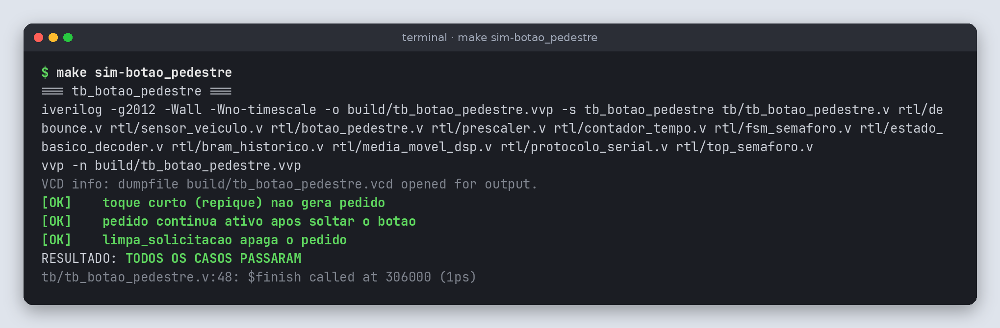 terminal · make sim-botao_pedestre
$ make sim-botao_pedestre
=== tb_botao_pedestre ===
iverilog -g2012 -Wall -Wno-timescale -o build/tb_botao_pedestre.vvp -s tb_botao_pedestre tb/tb_botao_pedestre.v rtl/de
bounce.v rtl/sensor_veiculo.v rtl/botao_pedestre.v rtl/prescaler.v rtl/contador_tempo.v rtl/fsm_semaforo.v rtl/estado_
basico_decoder.v rtl/bram_historico.v rtl/media_movel_dsp.v rtl/protocolo_serial.v rtl/top_semaforo.v
vvp -n build/tb_botao_pedestre.vvp
VCD info: dumpfile build/tb_botao_pedestre.vcd opened for output.
[OK]    toque curto (repique) nao gera pedido
[OK]    pedido continua ativo apos soltar o botao
[OK]    limpa_solicitacao apaga o pedido
RESULTADO: TODOS OS CASOS PASSARAM
tb/tb_botao_pedestre.v:48: $finish called at 306000 (1ps)